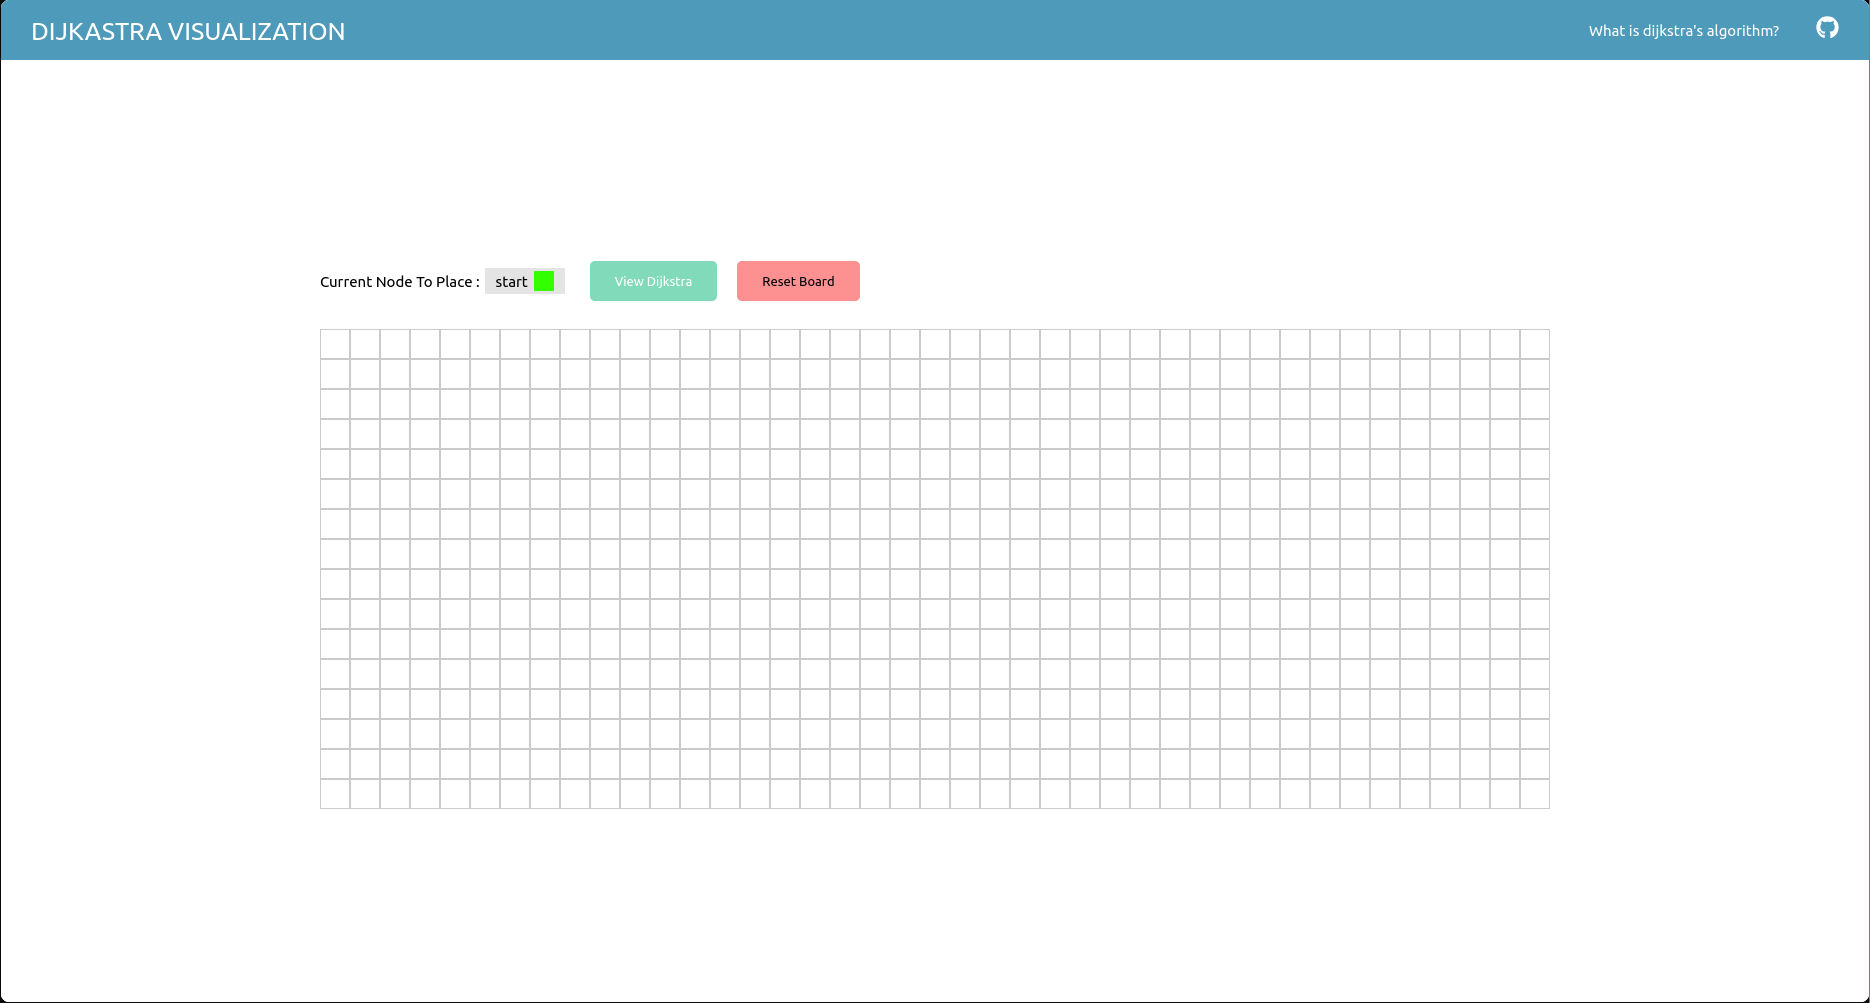 DIJKASTRA VISUALIZATION
What is dijkstra's algorithm?
Current Node To Place : start
View Dijkstra
Reset Board